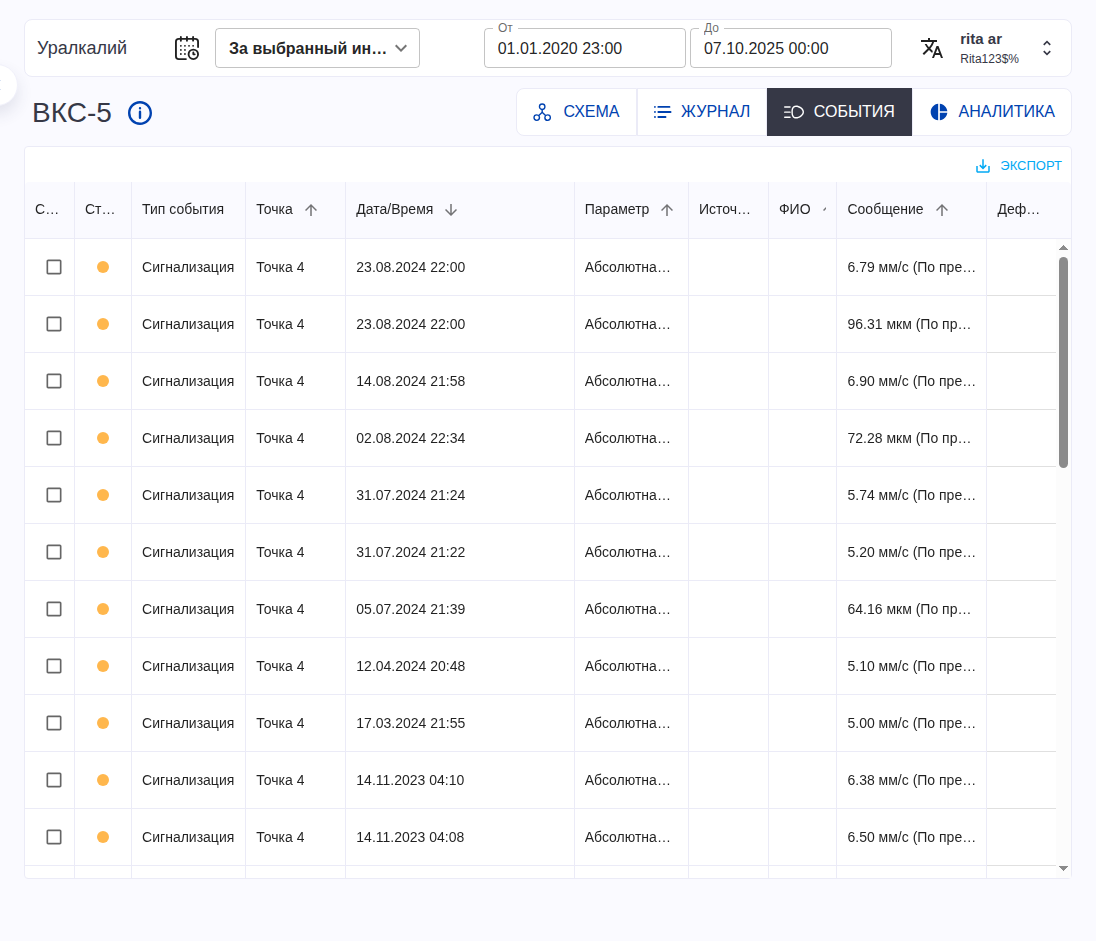 Уралкалий
За выбранный ин…
От
01.01.2020 23:00
До
07.10.2025 00:00
rita ar
Rita123$%
ВКС-5
СХЕМА
ЖУРНАЛ
СОБЫТИЯ
АНАЛИТИКА
ЭКСПОРТ
С… Ст… Тип события Точка Дата/Время Параметр Источ… ФИО Сообщение Деф…
Сигнализация Точка 4 23.08.2024 22:00 Абсолютна… 6.79 мм/с (По пре…
Сигнализация Точка 4 23.08.2024 22:00 Абсолютна… 96.31 мкм (По пр…
Сигнализация Точка 4 14.08.2024 21:58 Абсолютна… 6.90 мм/с (По пре…
Сигнализация Точка 4 02.08.2024 22:34 Абсолютна… 72.28 мкм (По пр…
Сигнализация Точка 4 31.07.2024 21:24 Абсолютна… 5.74 мм/с (По пре…
Сигнализация Точка 4 31.07.2024 21:22 Абсолютна… 5.20 мм/с (По пре…
Сигнализация Точка 4 05.07.2024 21:39 Абсолютна… 64.16 мкм (По пр…
Сигнализация Точка 4 12.04.2024 20:48 Абсолютна… 5.10 мм/с (По пре…
Сигнализация Точка 4 17.03.2024 21:55 Абсолютна… 5.00 мм/с (По пре…
Сигнализация Точка 4 14.11.2023 04:10 Абсолютна… 6.38 мм/с (По пре…
Сигнализация Точка 4 14.11.2023 04:08 Абсолютна… 6.50 мм/с (По пре…